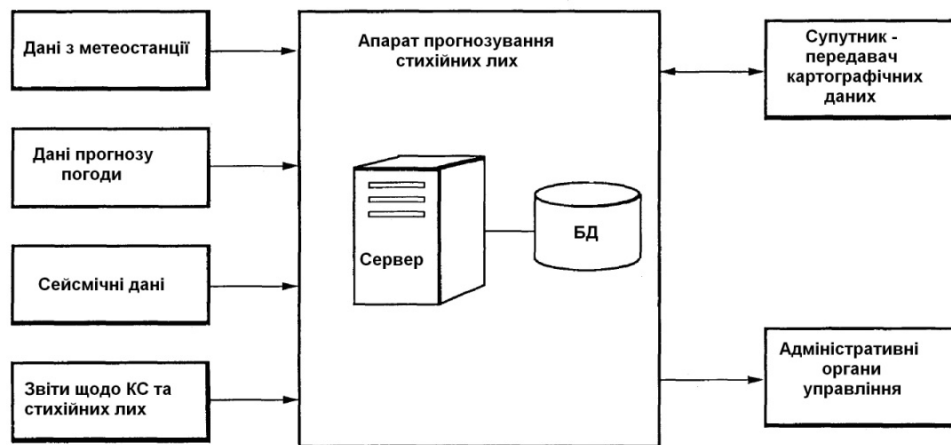 Дані з метеостанції
Дані прогнозу
погоди
Сейсмічні дані
Звіти щодо КС та
стихійних лих
Апарат прогнозування
стихійних лих
Сервер
БД
Супутник -
передавач
картографічних
даних
Адміністративні
органи
управління